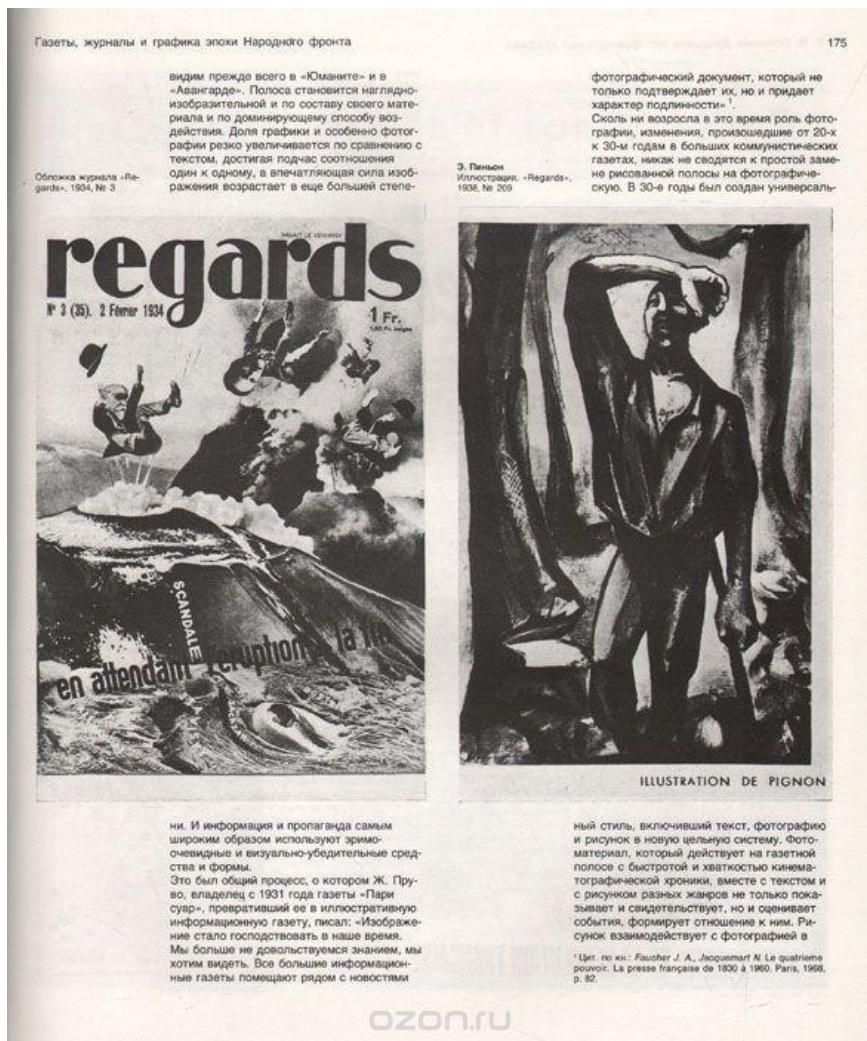 Газеты, журналы и графика эпохи Народного фронта
175
видим прежде всего в «Юманите» и в
«Авангарде». Полоса становится наглядно-
изобразительной и по составу своего мате-
риала и по доминирующему способу воз-
действия. Доля графики и особенно фотогра-
фии резко увеличивается по сравнению с
текстом, достигая подчас соотношения
один к одному, а впечатляющая сила изоб-
ражения возрастает в еще большей степе-
Обложка журнала «Re-
gards», 1934, № 3
regards
PARAIT LE VENDREDI
N° 3 (35). 2 Février 1934
1 Fr.
SCANDALE
en attendant l'éruption la
ни. И информация и пропаганда самым
широким образом используют зримо-
очевидные и визуально-убедительные сред-
ства и формы.
Это был общий процесс, о котором Ж. Пру-
во, владелец с 1931 года газеты «Пари
суар», превративший ее в иллюстративную
информационную газету, писал: «Изображе-
ние стало господствовать в наше время.
Мы больше не довольствуемся знанием, мы
хотим видеть. Все большие информацион-
ные газеты помещают рядом с новостями
фотографический документ, который не
только подтверждает их, но и придает
характер подлинности» ¹.
Сколь ни возросла в это время роль фото-
графии, изменения, произошедшие от 20-х
к 30-м годам в больших коммунистических
газетах, никак не сводятся к простой заме-
не рисованной полосы на фотографиче-
скую. В 30-е годы был создан универсаль-
Э. Пиньон
Иллюстрация. «Regards»,
1938, № 209
ILLUSTRATION DE PIGNON
ный стиль, включивший текст, фотографию
и рисунок в новую цельную систему. Фото-
материал, который действует на газетной
полосе с быстротой и хваткостью кинема-
тографической хроники, вместе с текстом и
с рисунком разных жанров не только пока-
зывает и свидетельствует, но и оценивает
события, формирует отношение к ним. Ри-
сунок взаимодействует с фотографией в
¹ Цит. по кн.: Faucher J. A., Jacquemart N. Le quatrieme
pouvoir. La presse française de 1830 à 1960. Paris, 1968,
p. 82.
ozon.ru